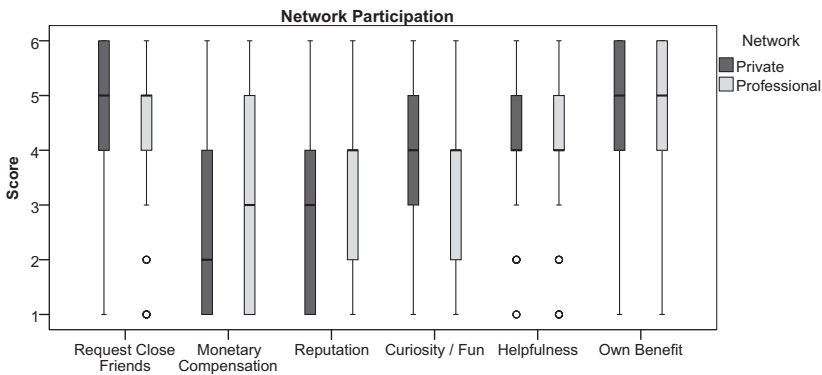 Network Participation
Network
Private
Professional
Score
6
5
4
3
2
1
Request Close
Friends
Monetary
Compensation
Reputation
Curiosity / Fun
Helpfulness
Own Benefit